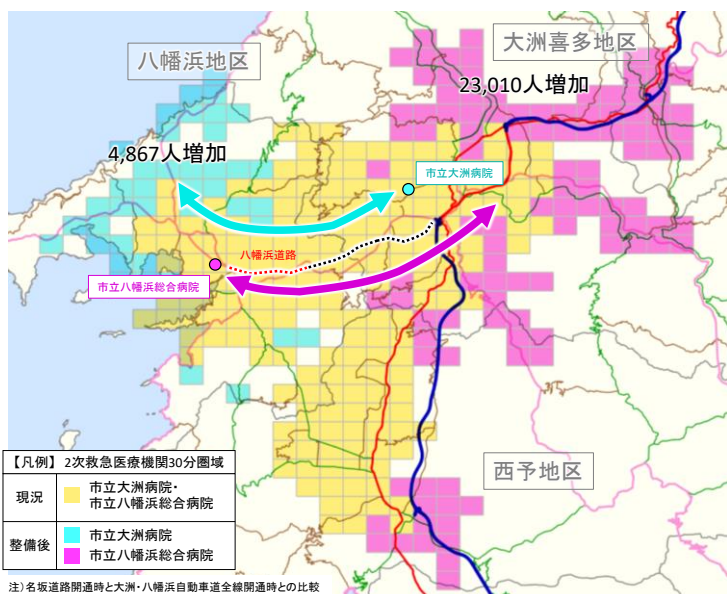 大洲喜多地区
八幡浜地区
23,010人増加
4,867人増加
市立大洲病院
八幡浜道路
市立八幡浜総合病院
西予地区
【凡例】 2次救急医療機関30分圏域
現況
市立大洲病院・
市立八幡浜総合病院
整備後
市立大洲病院
市立八幡浜総合病院
注)名坂道路開通時と大洲・八幡浜自動車道全線開通時との比較